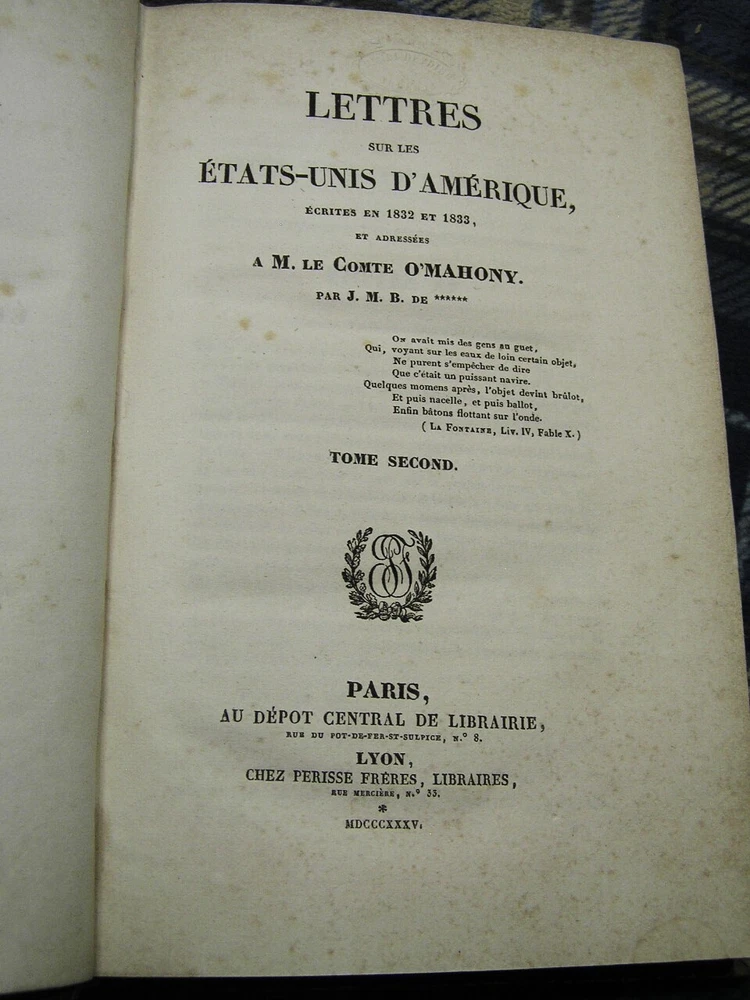 LETTRES
SUR LES
ÉTATS-UNIS D'AMÉRIQUE,
ÉCRITES EN 1832 ET 1833,
ET ADRESSÉES
A M. LE COMTE O'MAHONY.
PAR J. M. B. DE ******
ON avait mis des gens au guet,
Qui, voyant sur les eaux de loin certain objet,
Ne purent s'empêcher de dire
Que c'était un puissant navire.
Quelques momens après, l'objet devint brûlot,
Et puis nacelle, et puis ballot,
Enfin bâtons flottant sur l'onde.
( LA FONTAINE, Liv. IV, Fable X. )
TOME SECOND.
PARIS,
AU DÉPOT CENTRAL DE LIBRAIRIE,
RUE DU POT-DE-FER-ST-SULPICE, N.º 8.
LYON,
CHEZ PERISSE FRÈRES, LIBRAIRES,
RUE MERCIÈRE, N.º 33.
*
MDCCCXXXV.